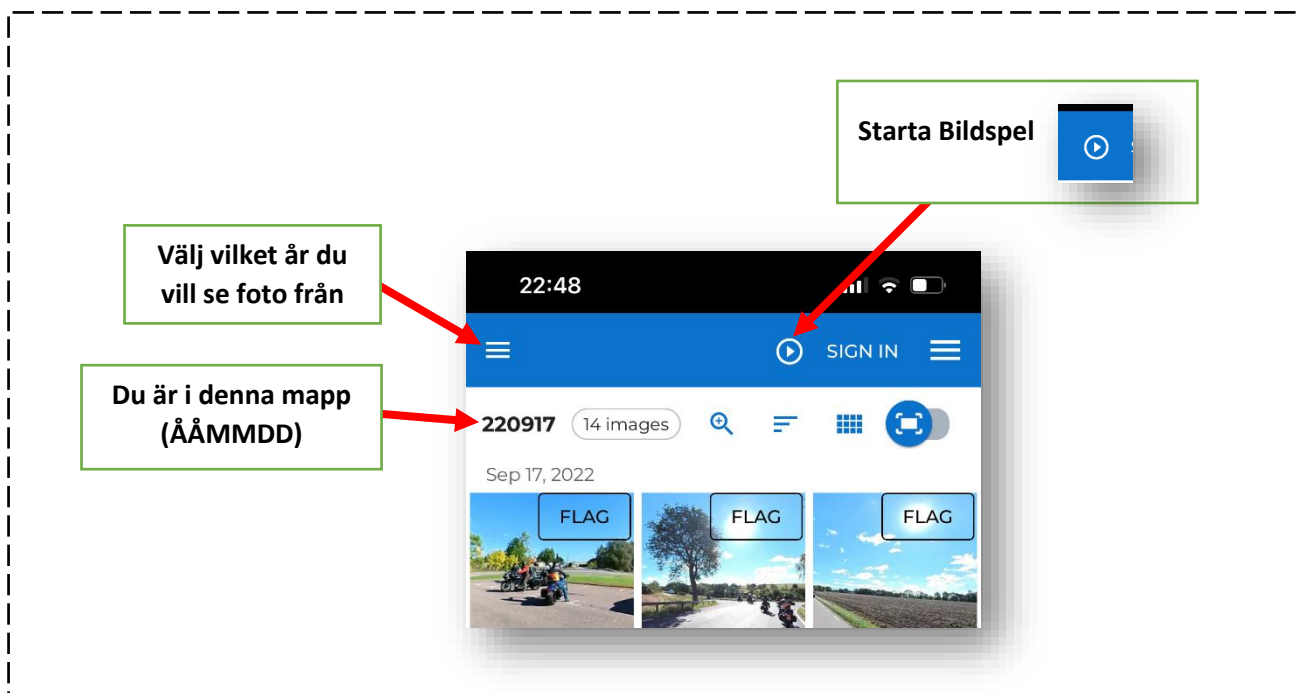 Starta Bildspel
Välj vilket år du
vill se foto från
22:48
SIGN IN
Du är i denna mapp
(ÅÅMMDD)
220917 14 images
Sep 17, 2022
FLAG FLAG FLAG